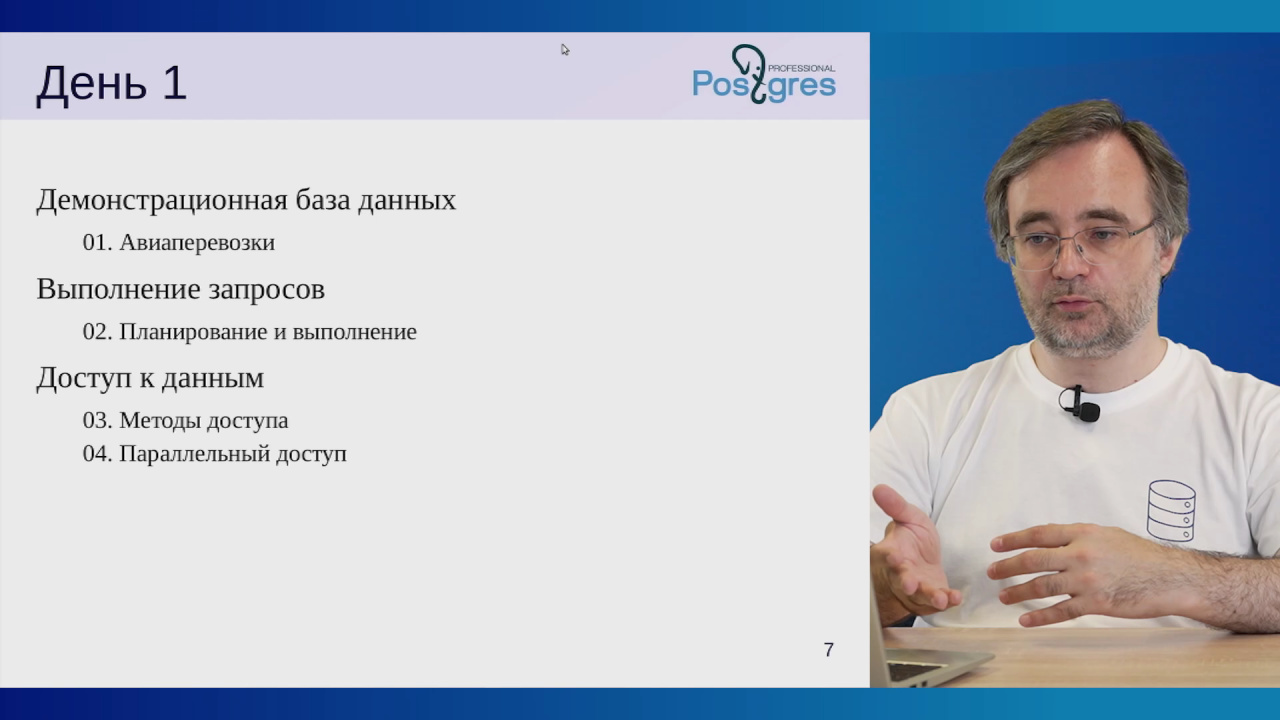 День 1
PROFESSIONAL
Postgres
Демонстрационная база данных
01. Авиаперевозки
Выполнение запросов
02. Планирование и выполнение
Доступ к данным
03. Методы доступа
04. Параллельный доступ
7